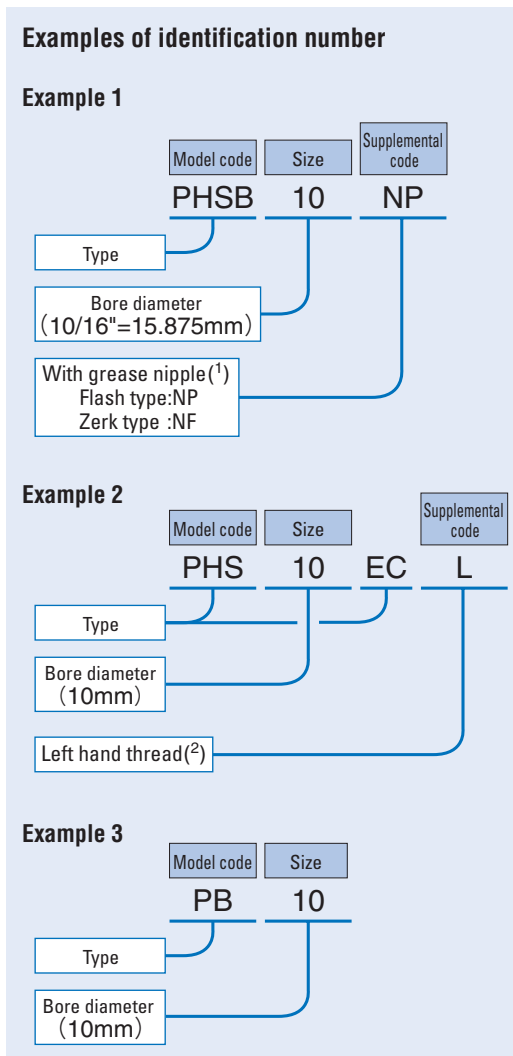 Examples of identification number
Example 1
Model code Size Supplemental
code
PHSB 10 NP
Type
Bore diameter
(10/16"=15.875mm)
With grease nipple(1)
Flash type:NP
Zerk type :NF
Example 2
Model code Size Supplemental
code
PHS 10 EC L
Type
Bore diameter
(10mm)
Left hand thread(2)
Example 3
Model code Size
PB 10
Type
Bore diameter
(10mm)